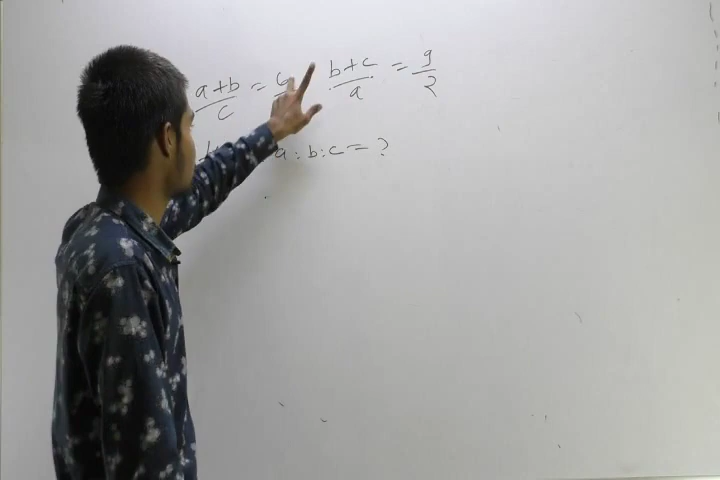 (a+b)/c = 6/ (b+c)/a = 9/2
a : b : c = ?